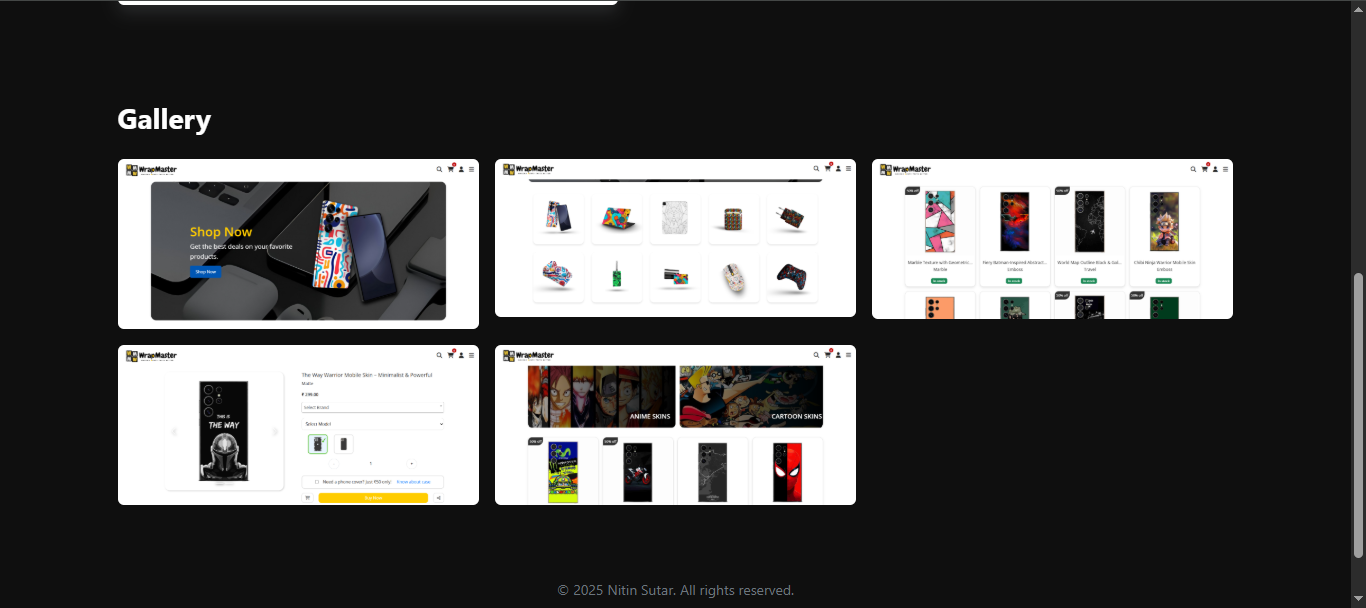 Gallery
WrapMaster
Shop Now
Get the best deals on your favorite
products.
Shop Now
WrapMaster
WrapMaster
Marble Texture with Geometric...
Marble
Fiery Batman-Inspired Abstract...
Emboss
World Map Outline Black & Gol...
Travel
Chibi Ninja Warrior Mobile Skin
Emboss
WrapMaster
THIS IS
THE WAY
The Way Warrior Mobile Skin – Minimalist & Powerful
Matte
Select Brand
Select Model
1
Need a phone cover? Just ₹50 only
Know about case
Buy Now
WrapMaster
ANIME SKINS
CARTOON SKINS
© 2025 Nitin Sutar. All rights reserved.